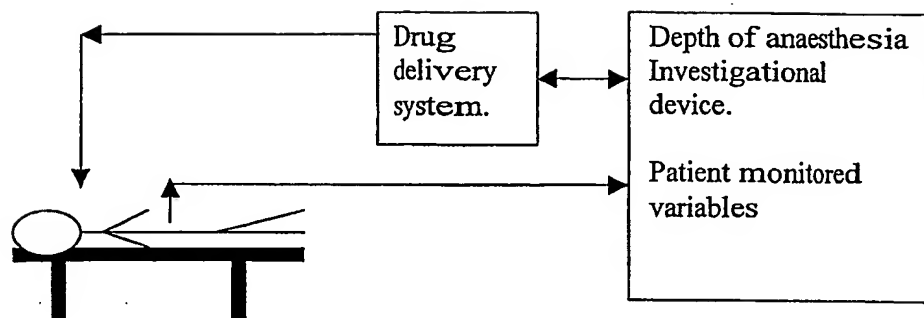 Drug
delivery
system.
Depth of anaesthesia
Investigational
device.
Patient monitored
variables